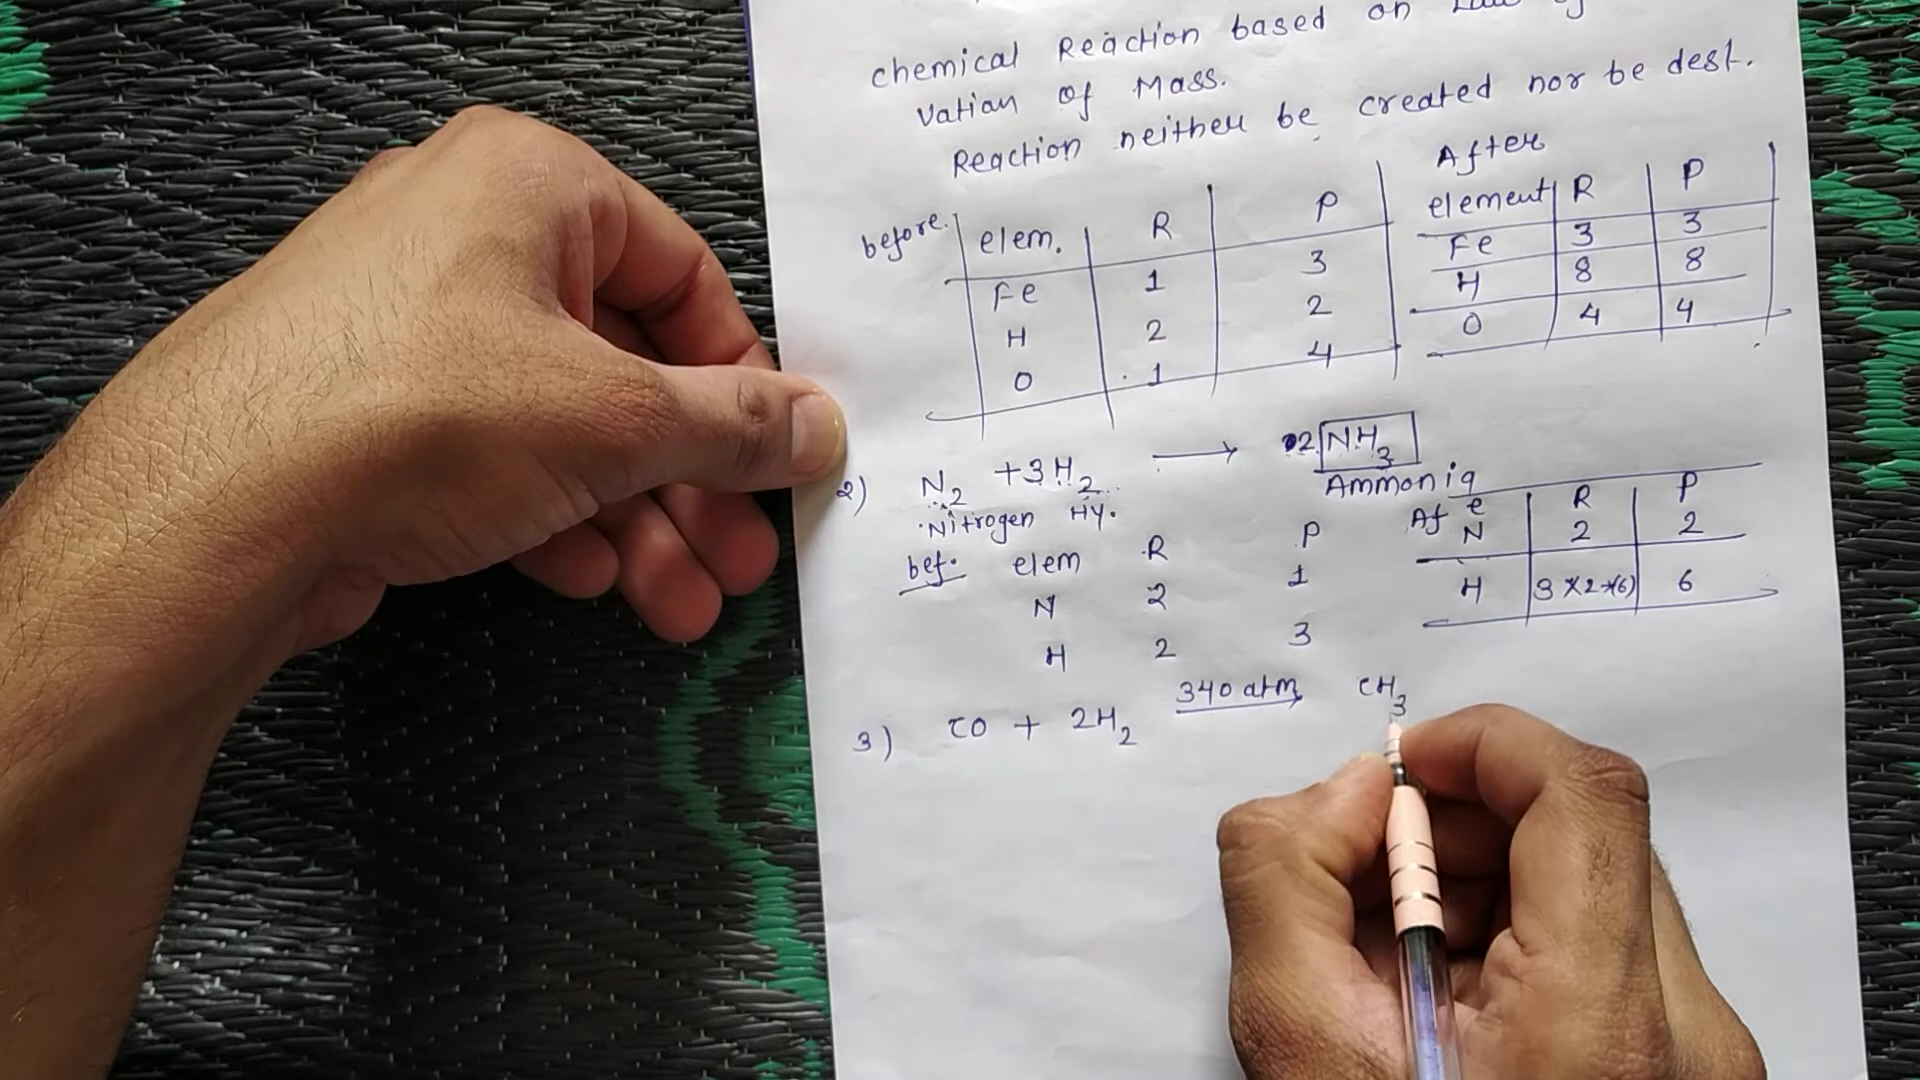 chemical Reaction based on Law of
vation of Mass.
Reaction neither be created nor be dest.
before. elem. R P
Fe 1 3
H 2 2
O 1 4
After
element R P
Fe 3 3
H 8 8
O 4 4
2) N₂ + 3H₂ → 2 NH₃
Nitrogen Hy. Ammonia
bef. elem R P
N 2 1
H 2 3
Af e R P
N 2 2
H 3×2→(6) 6
3) CO + 2H₂ 340 atm CH₃